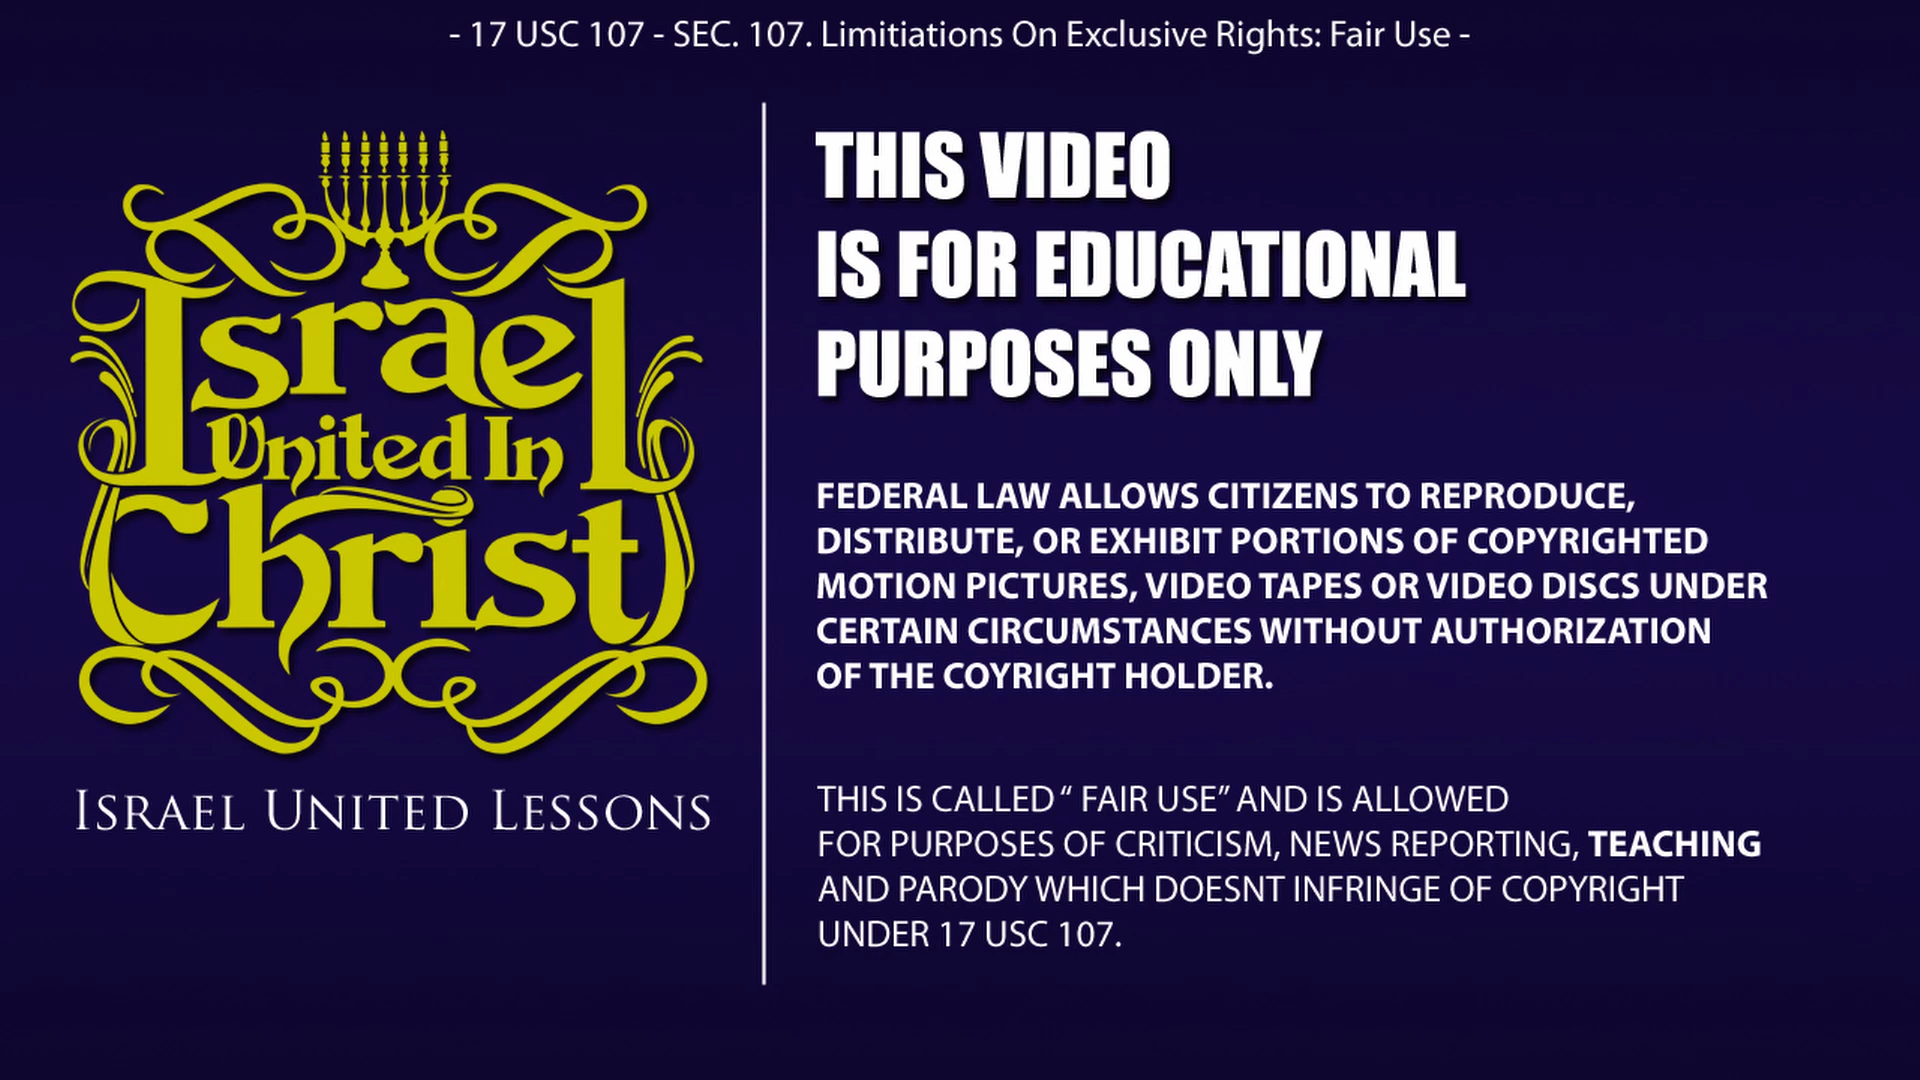 - 17 USC 107 - SEC. 107. Limitiations On Exclusive Rights: Fair Use -
Israel
United In
Christ
ISRAEL UNITED LESSONS
THIS VIDEO
IS FOR EDUCATIONAL
PURPOSES ONLY
FEDERAL LAW ALLOWS CITIZENS TO REPRODUCE,
DISTRIBUTE, OR EXHIBIT PORTIONS OF COPYRIGHTED
MOTION PICTURES, VIDEO TAPES OR VIDEO DISCS UNDER
CERTAIN CIRCUMSTANCES WITHOUT AUTHORIZATION
OF THE COYRIGHT HOLDER.
THIS IS CALLED “ FAIR USE” AND IS ALLOWED
FOR PURPOSES OF CRITICISM, NEWS REPORTING, TEACHING
AND PARODY WHICH DOESNT INFRINGE OF COPYRIGHT
UNDER 17 USC 107.